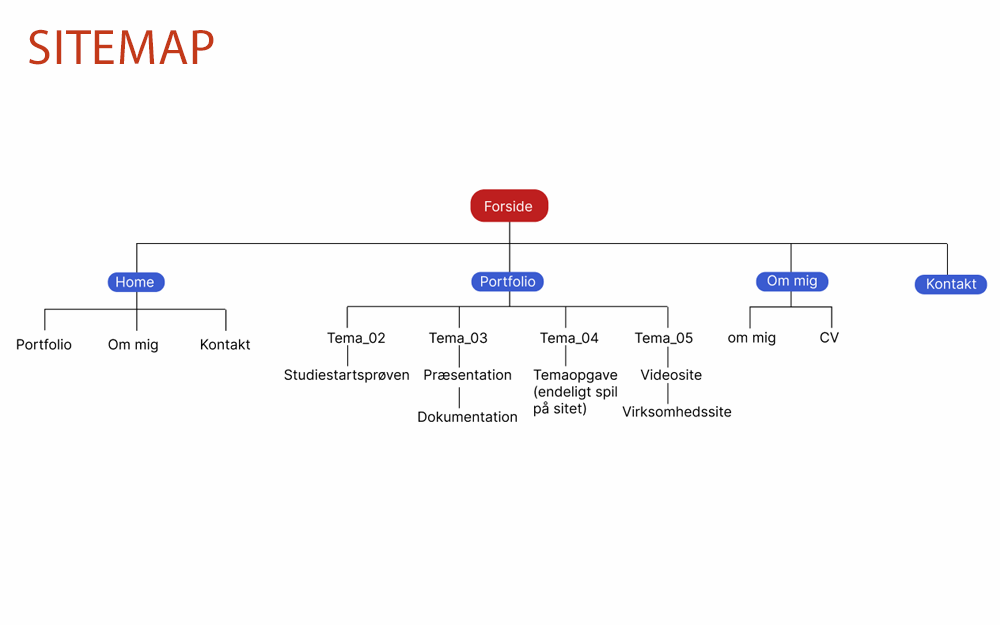 SITEMAP
Forside
Home
Portfolio
Om mig
Kontakt
Portfolio
Om mig
Kontakt
Tema_02
Tema_03
Tema_04
Tema_05
om mig
CV
Studiestartsprøven
Præsentation
Temaopgave
(endeligt spil
på sitet)
Videosite
Dokumentation
Virksomhedssite